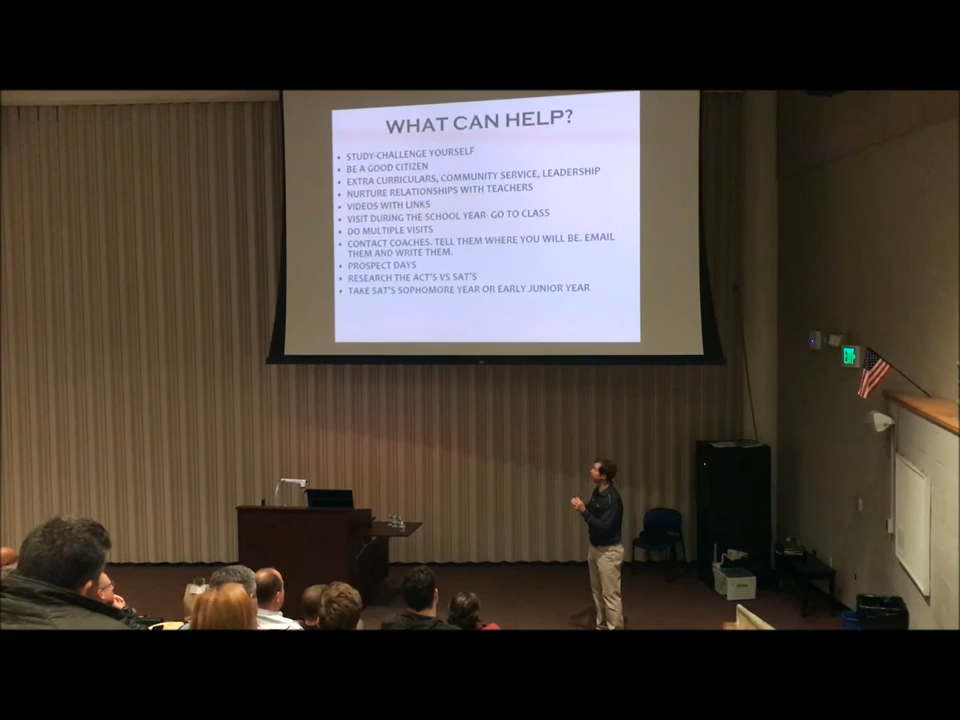 WHAT CAN HELP?
• STUDY-CHALLENGE YOURSELF
• BE A GOOD CITIZEN
• EXTRA CURRICULARS, COMMUNITY SERVICE, LEADERSHIP
• NURTURE RELATIONSHIPS WITH TEACHERS
• VIDEOS WITH LINKS
• VISIT DURING THE SCHOOL YEAR- GO TO CLASS
• DO MULTIPLE VISITS
• CONTACT COACHES. TELL THEM WHERE YOU WILL BE. EMAIL
THEM AND WRITE THEM.
• PROSPECT DAYS
• RESEARCH THE ACT'S VS SAT'S
• TAKE SAT'S SOPHOMORE YEAR OR EARLY JUNIOR YEAR